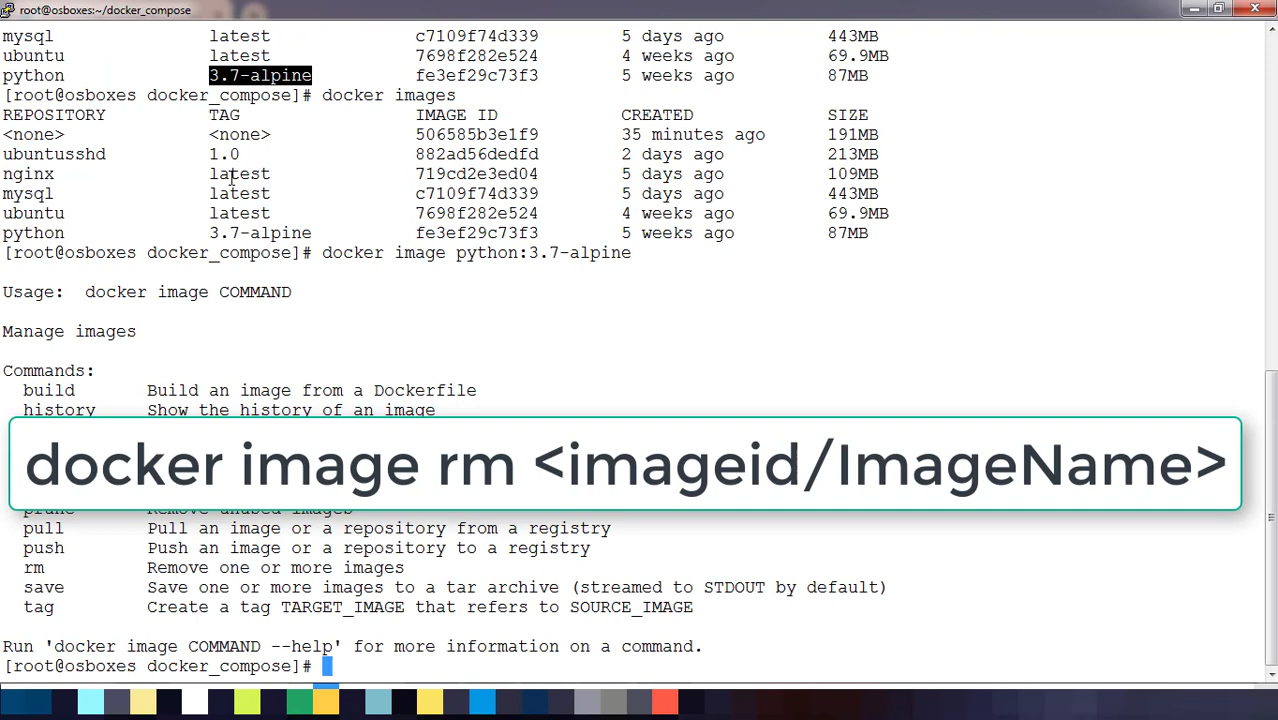 root@osboxes:~/docker_compose
mysql latest c7109f74d339 5 days ago 443MB
ubuntu latest 7698f282e524 4 weeks ago 69.9MB
python 3.7-alpine fe3ef29c73f3 5 weeks ago 87MB
[root@osboxes docker_compose]# docker images
REPOSITORY TAG IMAGE ID CREATED SIZE
<none> <none> 506585b3e1f9 35 minutes ago 191MB
ubuntusshd 1.0 882ad56dedfd 2 days ago 213MB
nginx latest 719cd2e3ed04 5 days ago 109MB
mysql latest c7109f74d339 5 days ago 443MB
ubuntu latest 7698f282e524 4 weeks ago 69.9MB
python 3.7-alpine fe3ef29c73f3 5 weeks ago 87MB
[root@osboxes docker_compose]# docker image python:3.7-alpine
Usage: docker image COMMAND
Manage images
Commands:
build Build an image from a Dockerfile
history Show the history of an image
docker image rm <imageid/ImageName>
prune Remove unused images
pull Pull an image or a repository from a registry
push Push an image or a repository to a registry
rm Remove one or more images
save Save one or more images to a tar archive (streamed to STDOUT by default)
tag Create a tag TARGET_IMAGE that refers to SOURCE_IMAGE
Run 'docker image COMMAND --help' for more information on a command.
[root@osboxes docker_compose]#